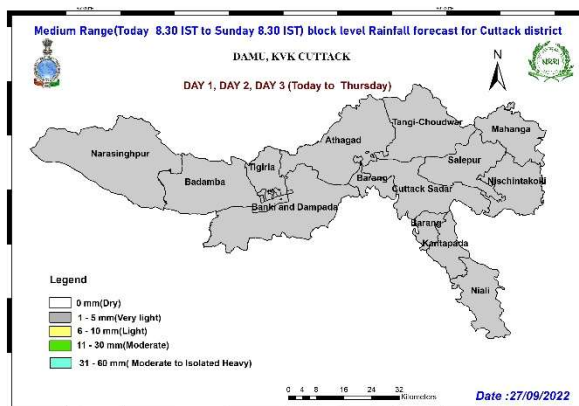 Medium Range(Today 8.30 IST to Sunday 8.30 IST) block level Rainfall forecast for Cuttack district
DAMU, KVK CUTTACK
NRRI
N
DAY 1, DAY 2, DAY 3 (Today to Thursday)
Tangi-Choudwar
Mahanga
Athagad
Narasinghpur
Salepur
Tigiria
Badamba
Barang
Nischintakoili
Cuttack Sadar
Banki and Dampada
Barang
Kantapada
Niali
Legend
0 mm(Dry)
1 - 5 mm(Very light)
6 - 10 mm(Light)
11 - 30 mm(Moderate)
31 - 60 mm( Moderate to Isolated Heavy)
0 4 8 16 24 32
Kilometers
Date :27/09/2022